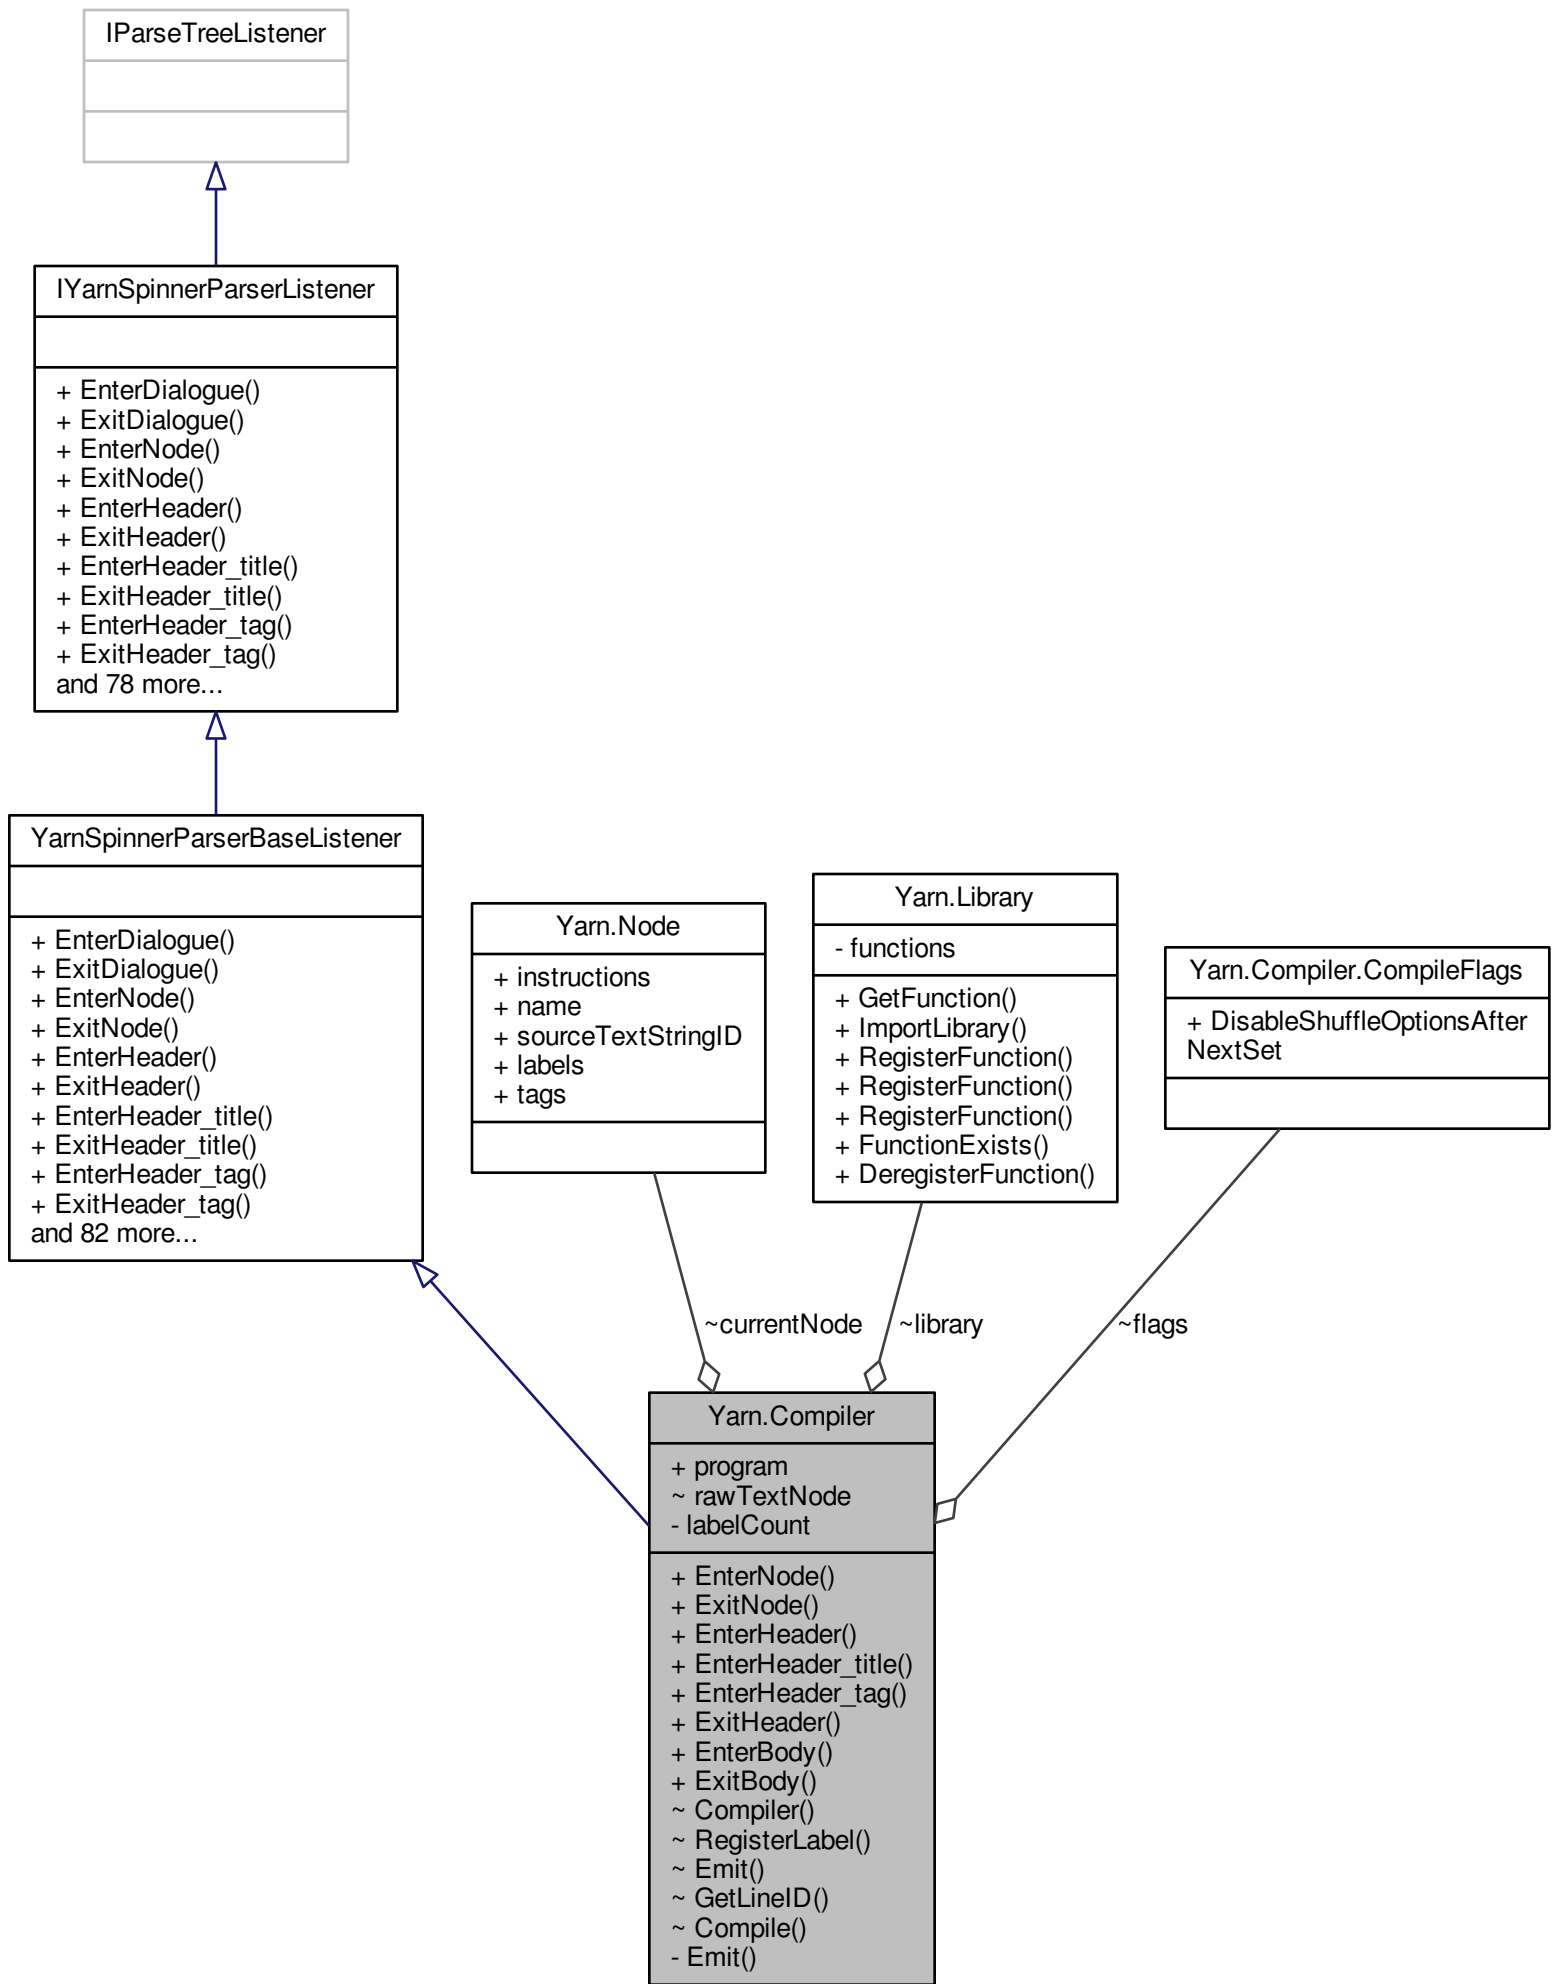 IParseTreeListener
IYarnSpinnerParserListener
+ EnterDialogue()
+ ExitDialogue()
+ EnterNode()
+ ExitNode()
+ EnterHeader()
+ ExitHeader()
+ EnterHeader_title()
+ ExitHeader_title()
+ EnterHeader_tag()
+ ExitHeader_tag()
and 78 more...
YarnSpinnerParserBaseListener
+ EnterDialogue()
+ ExitDialogue()
+ EnterNode()
+ ExitNode()
+ EnterHeader()
+ ExitHeader()
+ EnterHeader_title()
+ ExitHeader_title()
+ EnterHeader_tag()
+ ExitHeader_tag()
and 82 more...
Yarn.Node
+ instructions
+ name
+ sourceTextStringID
+ labels
+ tags
Yarn.Library
- functions
+ GetFunction()
+ ImportLibrary()
+ RegisterFunction()
+ RegisterFunction()
+ RegisterFunction()
+ FunctionExists()
+ DeregisterFunction()
Yarn.Compiler.CompileFlags
+ DisableShuffleOptionsAfter
NextSet
~currentNode
~library
~flags
Yarn.Compiler
+ program
~ rawTextNode
- labelCount
+ EnterNode()
+ ExitNode()
+ EnterHeader()
+ EnterHeader_title()
+ EnterHeader_tag()
+ ExitHeader()
+ EnterBody()
+ ExitBody()
~ Compiler()
~ RegisterLabel()
~ Emit()
~ GetLineID()
~ Compile()
- Emit()